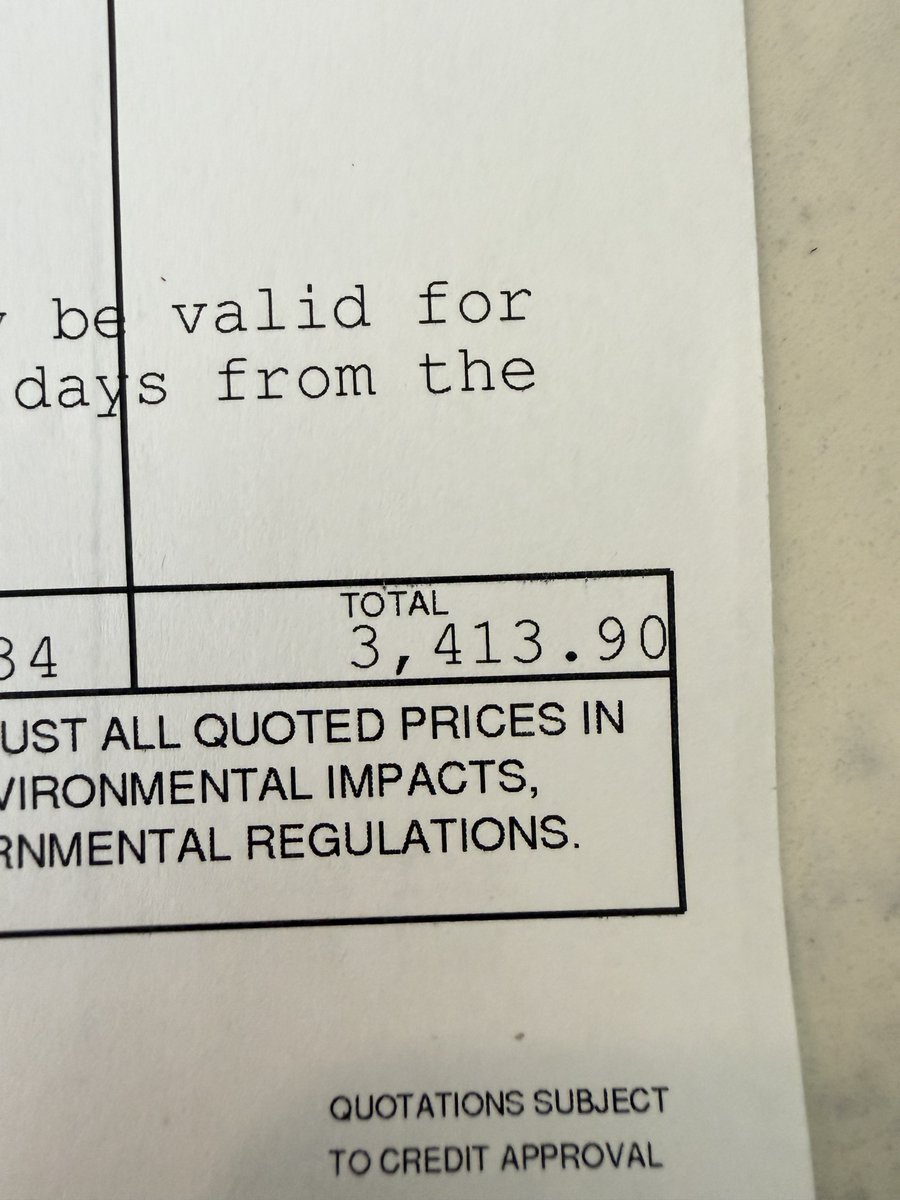 be valid for
days from the
TOTAL
34 3,413.90
UST ALL QUOTED PRICES IN
VIRONMENTAL IMPACTS,
RNMENTAL REGULATIONS.
QUOTATIONS SUBJECT
TO CREDIT APPROVAL